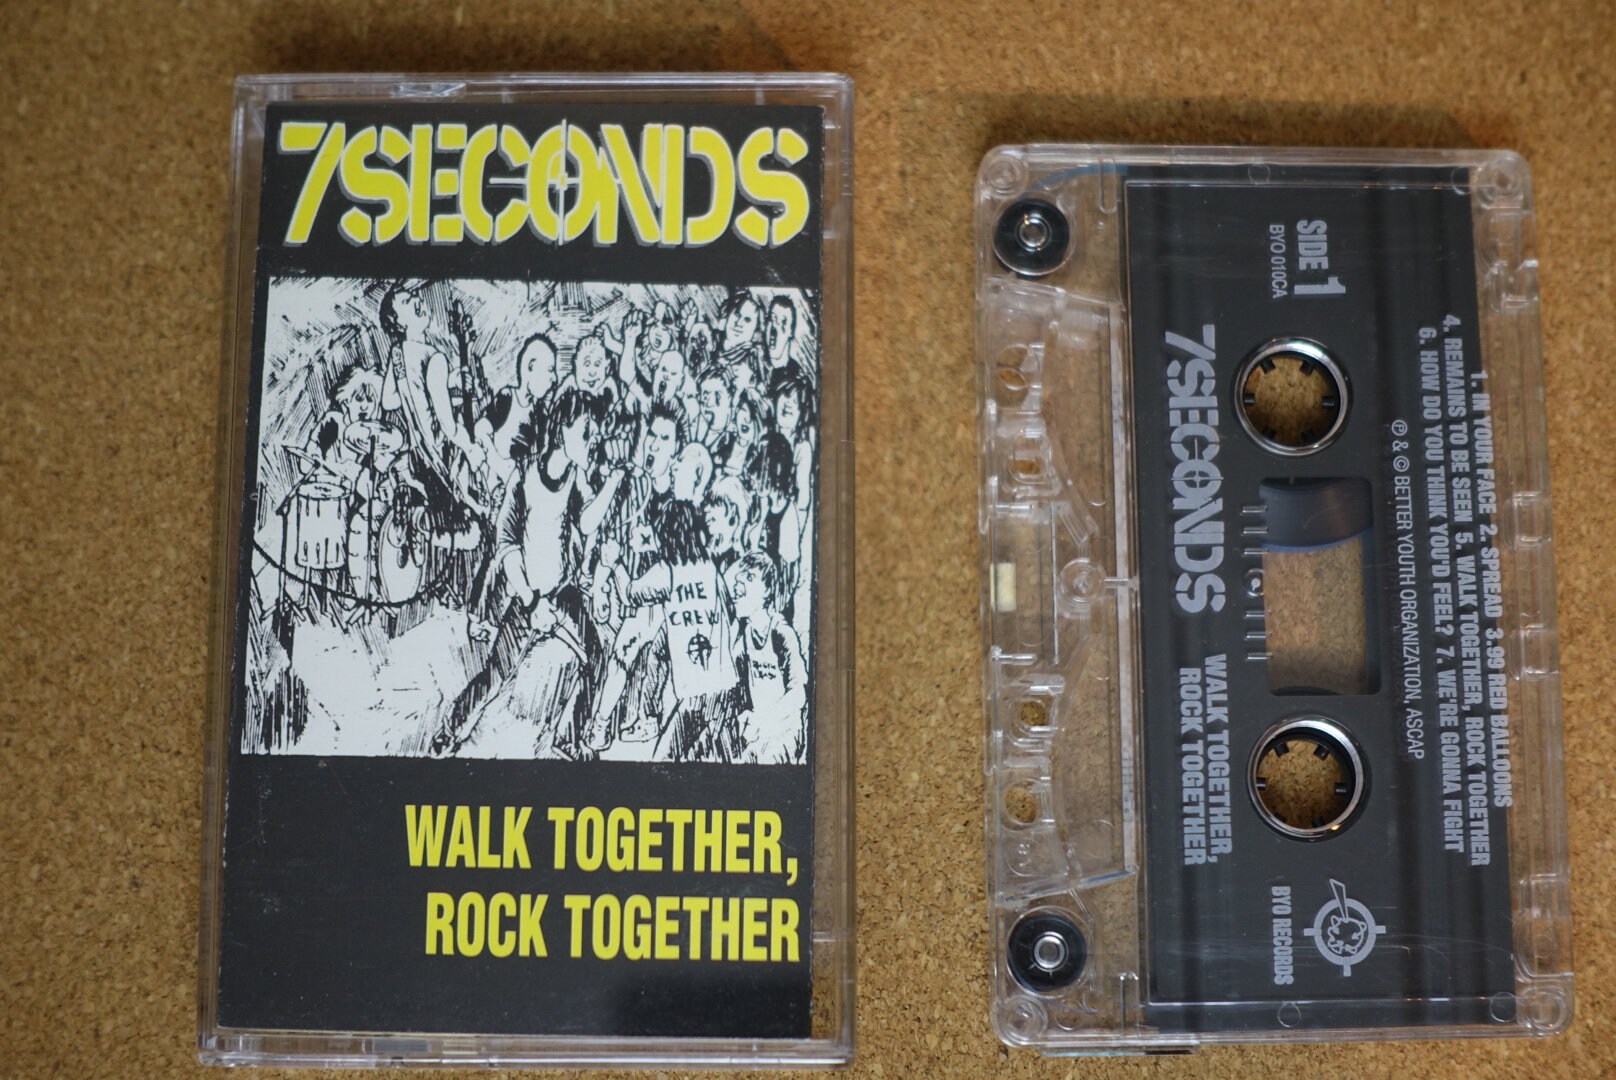 7SECONDS
THE
CREW
WALK TOGETHER,
ROCK TOGETHER
SIDE 1
BYO 010CA
1. IN YOUR FACE 2. SPREAD 3. 99 RED BALLOONS
4. REMAINS TO BE SEEN 5. WALK TOGETHER, ROCK TOGETHER
6. HOW DO YOU THINK YOU'D FEEL? 7. WE'RE GONNA FIGHT
℗ & © BETTER YOUTH ORGANIZATION, ASCAP
7SECONDS
WALK TOGETHER,
ROCK TOGETHER
BYO RECORDS